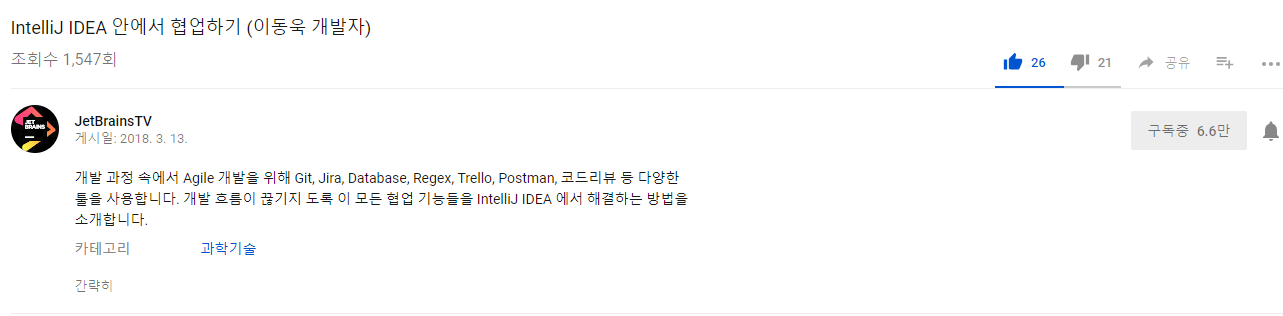 IntelliJ IDEA 안에서 협업하기 (이동욱 개발자)
조회수 1,547회
26 21 공유
JET BRAINS
JetBrainsTV
게시일: 2018. 3. 13.
구독중 6.6만
개발 과정 속에서 Agile 개발을 위해 Git, Jira, Database, Regex, Trello, Postman, 코드리뷰 등 다양한
툴을 사용합니다. 개발 흐름이 끊기지 도록 이 모든 협업 기능들을 IntelliJ IDEA 에서 해결하는 방법을
소개합니다.
카테고리 과학기술
간략히